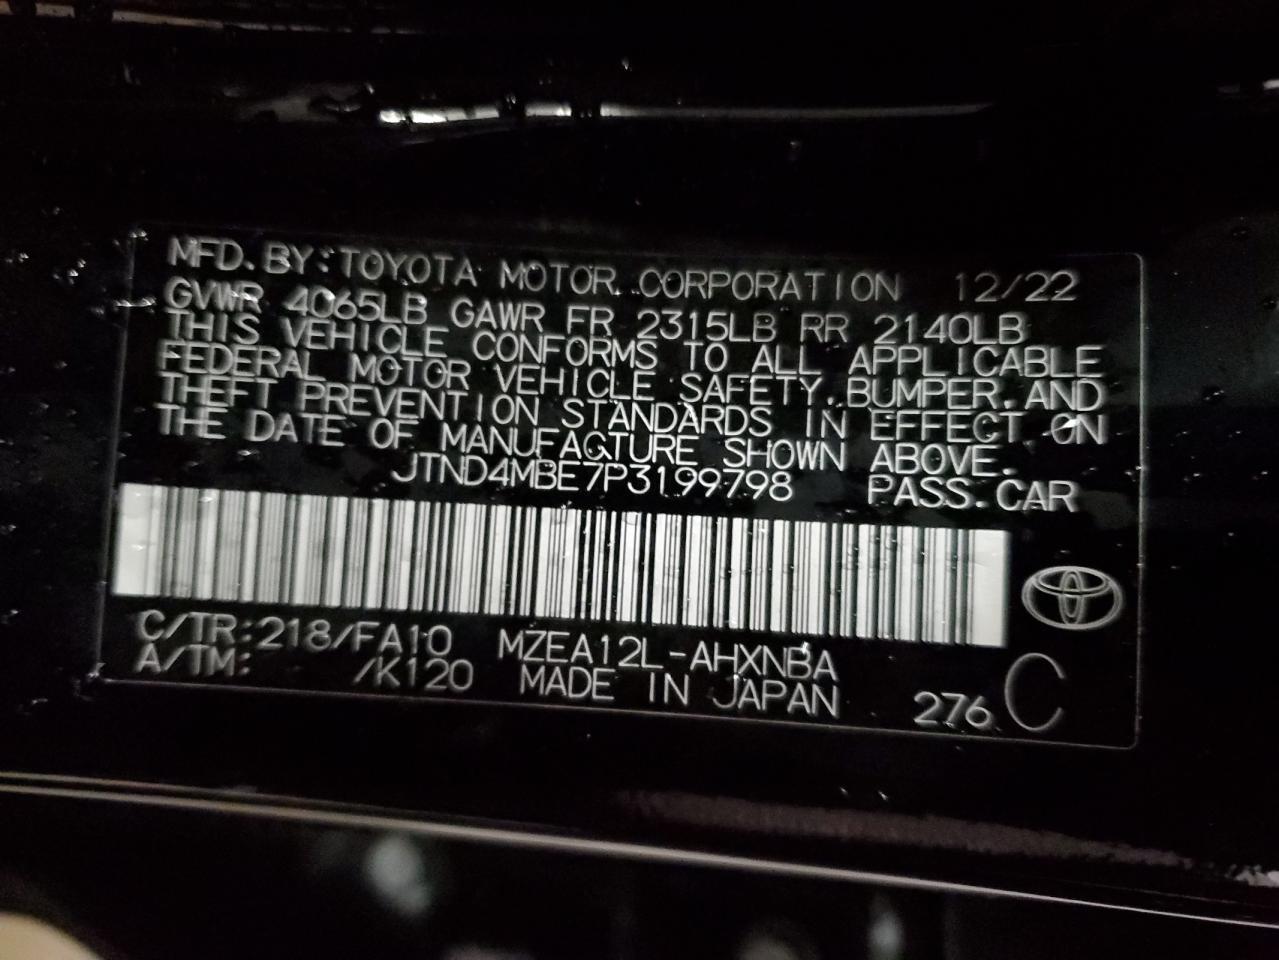 MFD. BY: TOYOTA MOTOR CORPORATION 12/22
GVWR 4065LB GAWR FR 2315LB RR 2140LB
THIS VEHICLE CONFORMS TO ALL APPLICABLE
FEDERAL MOTOR VEHICLE SAFETY, BUMPER, AND
THEFT PREVENTION STANDARDS IN EFFECT ON
THE DATE OF MANUFACTURE SHOWN ABOVE.
JTND4MBE7P3199798 PASS. CAR
C/TR: 218/FA10 MZEA12L-AHXNBA
A/TM: /K120 MADE IN JAPAN 276 C